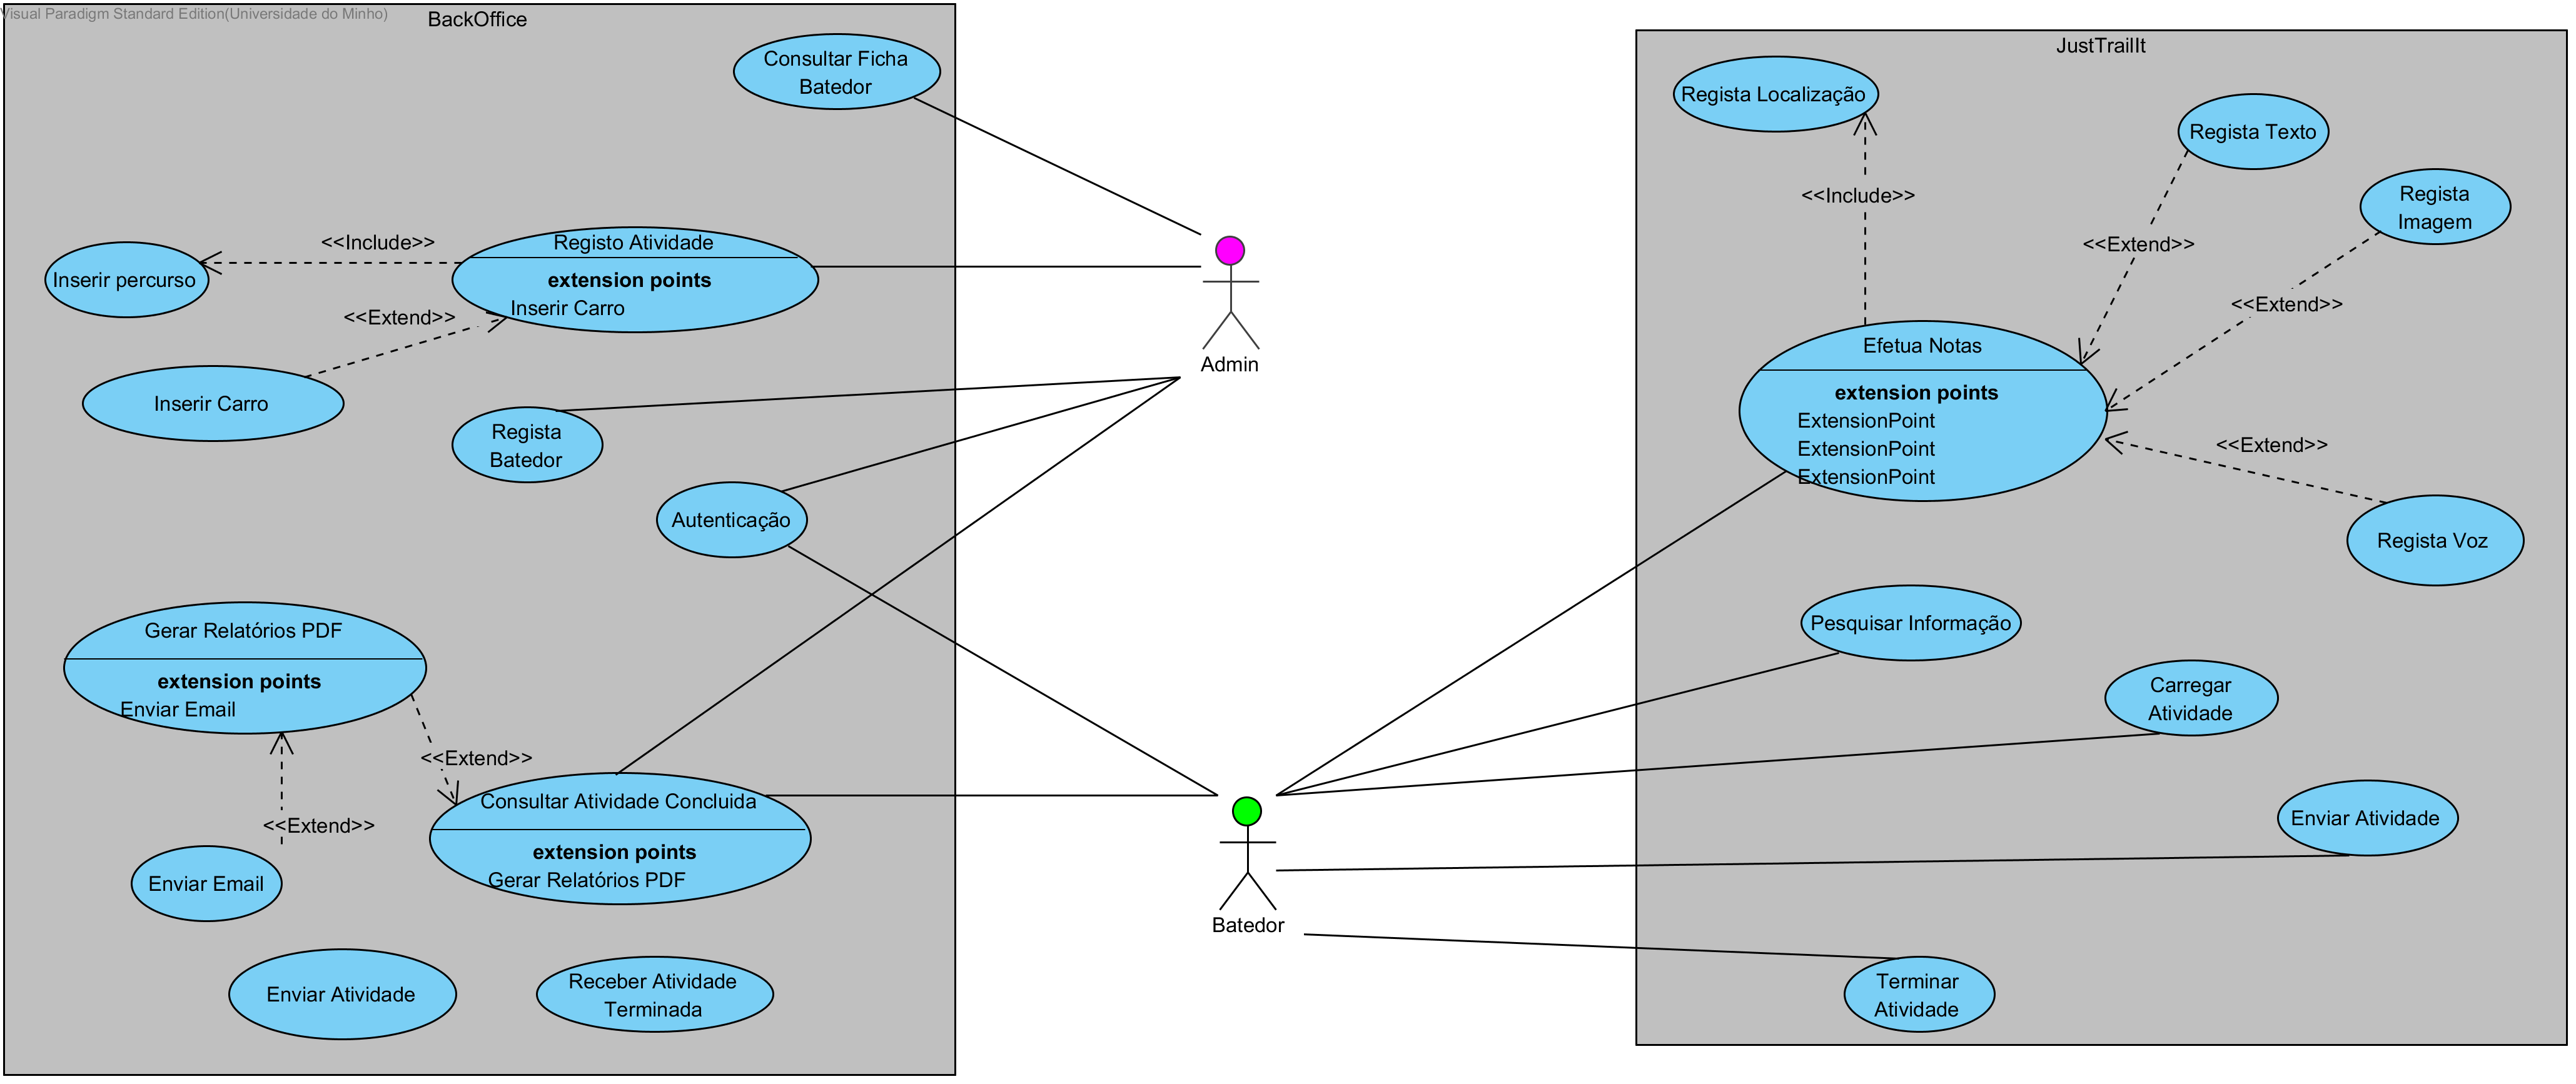 Visual Paradigm Standard Edition(Universidade do Minho)
BackOffice
Consultar Ficha
Batedor
<<Include>>
Registo Atividade
extension points
Inserir Carro
Inserir percurso
<<Extend>>
Inserir Carro
Regista
Batedor
Autenticação
Gerar Relatórios PDF
extension points
Enviar Email
<<Extend>>
<<Extend>>
Consultar Atividade Concluida
extension points
Gerar Relatórios PDF
Enviar Email
Enviar Atividade
Receber Atividade
Terminada
Admin
Batedor
JustTrailIt
Regista Localização
Regista Texto
<<Include>>
Regista
Imagem
<<Extend>>
<<Extend>>
Efetua Notas
extension points
ExtensionPoint
ExtensionPoint
ExtensionPoint
<<Extend>>
Regista Voz
Pesquisar Informação
Carregar
Atividade
Enviar Atividade
Terminar
Atividade